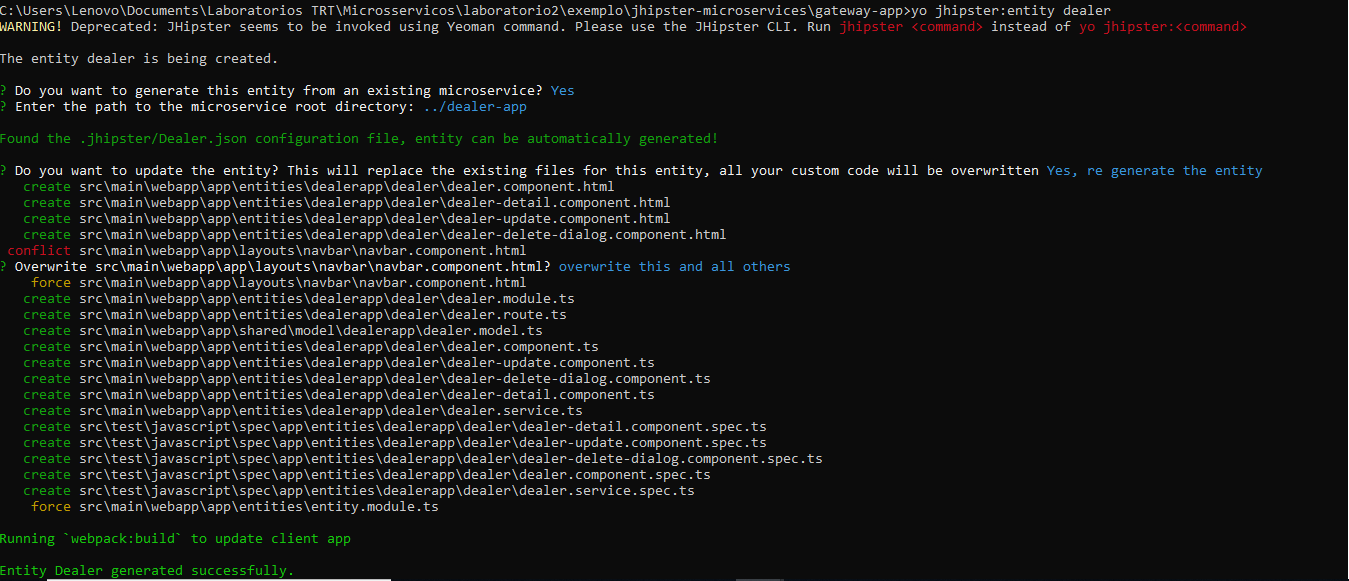 C:\Users\Lenovo\Documents\Laboratorios TRT\Microsservicos\laboratorio2\exemplo\jhipster-microservices\gateway-app>yo jhipster:entity dealer
WARNING! Deprecated: JHipster seems to be invoked using Yeoman command. Please use the JHipster CLI. Run jhipster <command> instead of yo jhipster:<command>
The entity dealer is being created.
? Do you want to generate this entity from an existing microservice? Yes
? Enter the path to the microservice root directory: ../dealer-app
Found the .jhipster/Dealer.json configuration file, entity can be automatically generated!
? Do you want to update the entity? This will replace the existing files for this entity, all your custom code will be overwritten Yes, re generate the entity
create src\main\webapp\app\entities\dealerapp\dealer\dealer.component.html
create src\main\webapp\app\entities\dealerapp\dealer\dealer-detail.component.html
create src\main\webapp\app\entities\dealerapp\dealer\dealer-update.component.html
create src\main\webapp\app\entities\dealerapp\dealer\dealer-delete-dialog.component.html
conflict src\main\webapp\app\layouts\navbar\navbar.component.html
? Overwrite src\main\webapp\app\layouts\navbar\navbar.component.html? overwrite this and all others
force src\main\webapp\app\layouts\navbar\navbar.component.html
create src\main\webapp\app\entities\dealerapp\dealer\dealer.module.ts
create src\main\webapp\app\entities\dealerapp\dealer\dealer.route.ts
create src\main\webapp\app\shared\model\dealerapp\dealer.model.ts
create src\main\webapp\app\entities\dealerapp\dealer\dealer.component.ts
create src\main\webapp\app\entities\dealerapp\dealer\dealer-update.component.ts
create src\main\webapp\app\entities\dealerapp\dealer\dealer-delete-dialog.component.ts
create src\main\webapp\app\entities\dealerapp\dealer\dealer-detail.component.ts
create src\main\webapp\app\entities\dealerapp\dealer\dealer.service.ts
create src\test\javascript\spec\app\entities\dealerapp\dealer\dealer-detail.component.spec.ts
create src\test\javascript\spec\app\entities\dealerapp\dealer\dealer-update.component.spec.ts
create src\test\javascript\spec\app\entities\dealerapp\dealer\dealer-delete-dialog.component.spec.ts
create src\test\javascript\spec\app\entities\dealerapp\dealer\dealer.component.spec.ts
create src\test\javascript\spec\app\entities\dealerapp\dealer\dealer.service.spec.ts
force src\main\webapp\app\entities\entity.module.ts
Running `webpack:build` to update client app
Entity Dealer generated successfully.